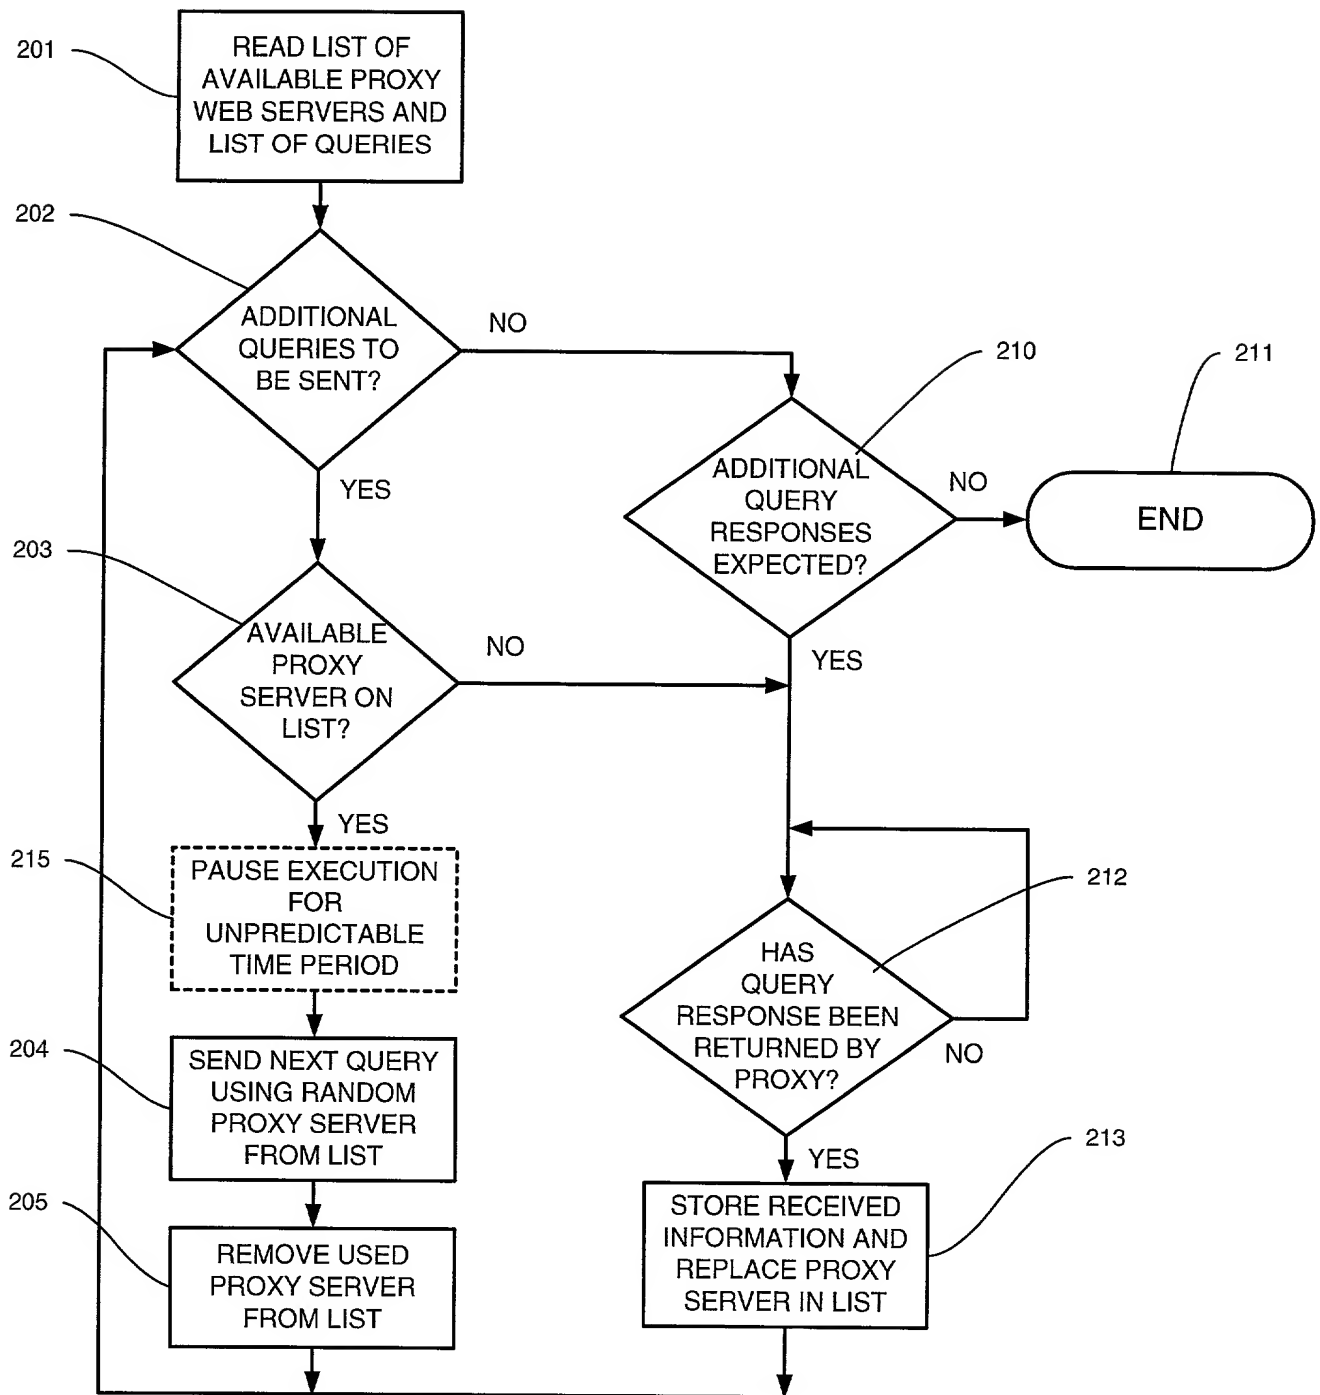 201
READ LIST OF
AVAILABLE PROXY
WEB SERVERS AND
LIST OF QUERIES
202
ADDITIONAL
QUERIES TO
BE SENT?
NO
YES
210
ADDITIONAL
QUERY
RESPONSES
EXPECTED?
NO
YES
211
END
203
AVAILABLE
PROXY
SERVER ON
LIST?
NO
YES
215
PAUSE EXECUTION
FOR
UNPREDICTABLE
TIME PERIOD
212
HAS
QUERY
RESPONSE BEEN
RETURNED BY
PROXY?
NO
YES
204
SEND NEXT QUERY
USING RANDOM
PROXY SERVER
FROM LIST
213
STORE RECEIVED
INFORMATION AND
REPLACE PROXY
SERVER IN LIST
205
REMOVE USED
PROXY SERVER
FROM LIST